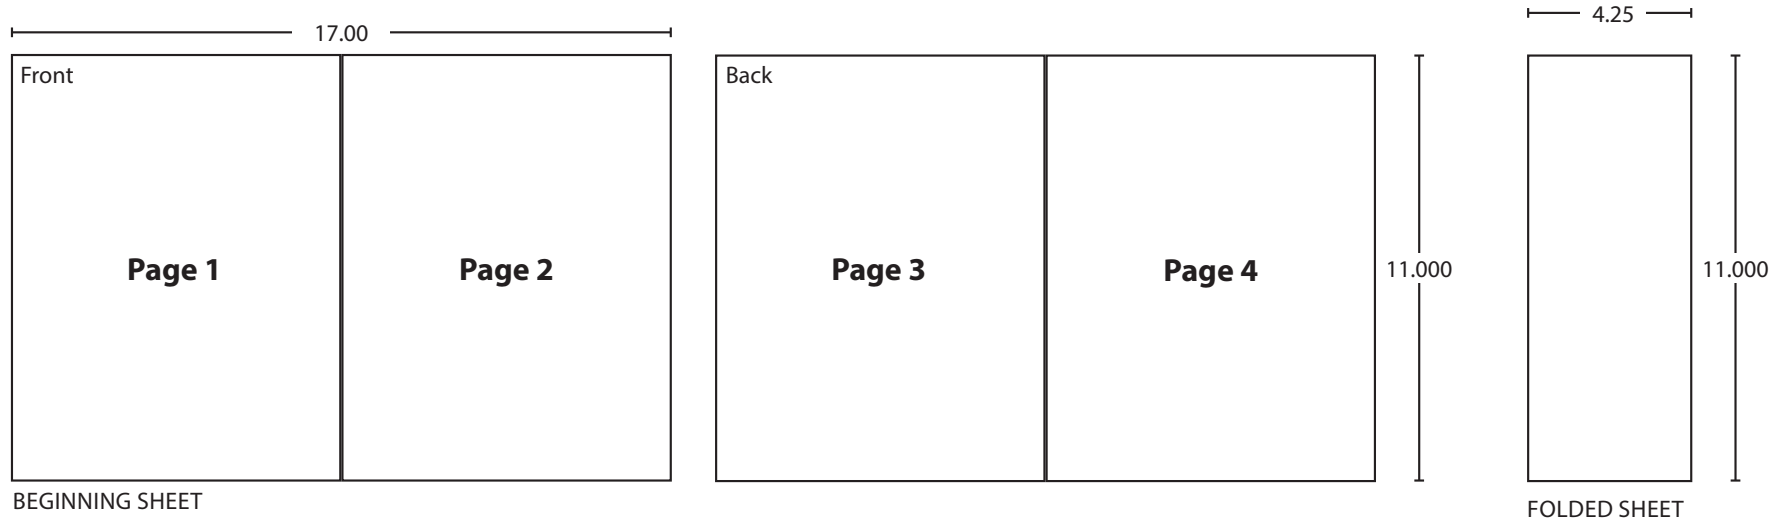 17.00
4.25
Front
Back
Page 1
Page 2
Page 3
Page 4
11.000
11.000
BEGINNING SHEET
FOLDED SHEET